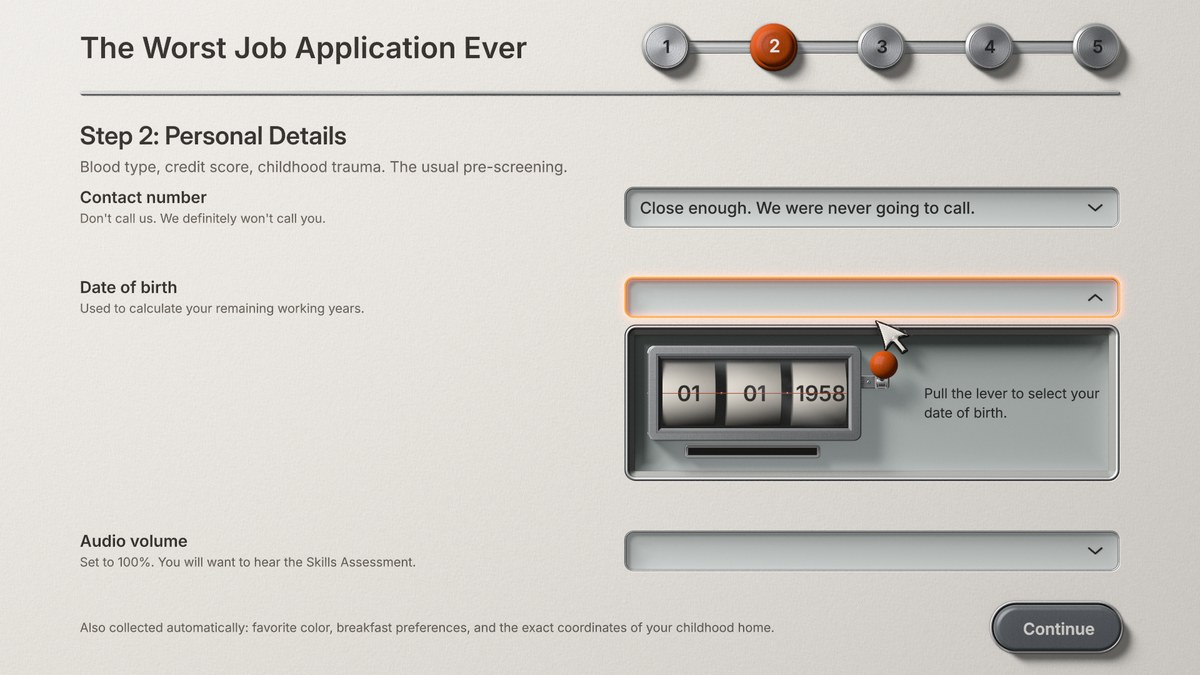 The Worst Job Application Ever
1 2 3 4 5
Step 2: Personal Details
Blood type, credit score, childhood trauma. The usual pre-screening.
Contact number
Don't call us. We definitely won't call you.
Close enough. We were never going to call.
Date of birth
Used to calculate your remaining working years.
01 01 1958
Pull the lever to select your
date of birth.
Audio volume
Set to 100%. You will want to hear the Skills Assessment.
Also collected automatically: favorite color, breakfast preferences, and the exact coordinates of your childhood home.
Continue